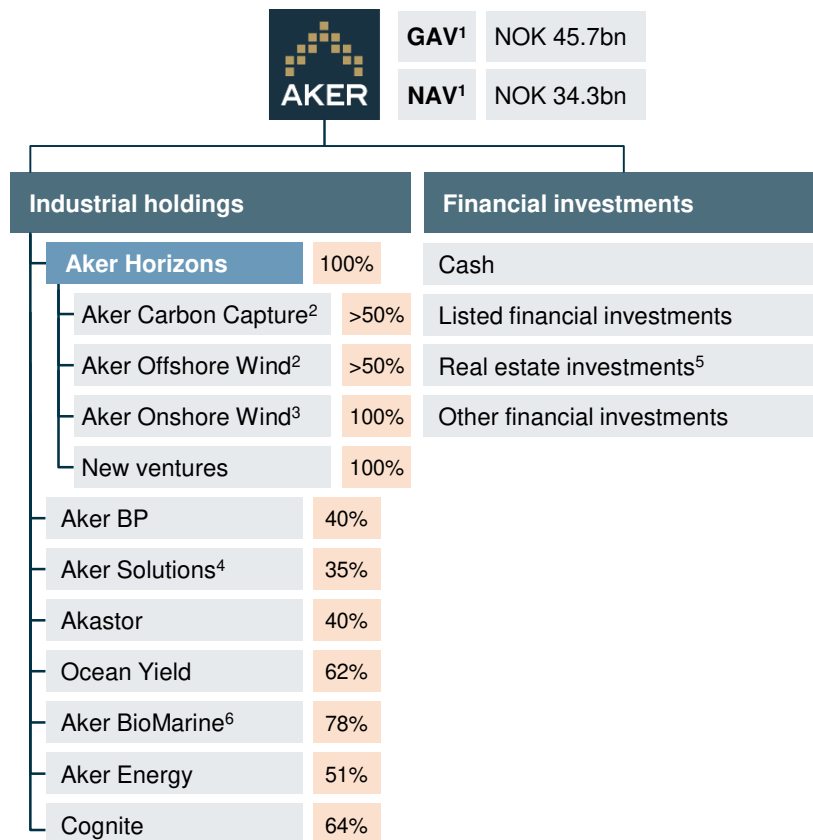 AKER
GAV¹ NOK 45.7bn
NAV¹ NOK 34.3bn
Industrial holdings
Aker Horizons 100%
Aker Carbon Capture² >50%
Aker Offshore Wind² >50%
Aker Onshore Wind³ 100%
New ventures 100%
Aker BP 40%
Aker Solutions⁴ 35%
Akastor 40%
Ocean Yield 62%
Aker BioMarine⁶ 78%
Aker Energy 51%
Cognite 64%
Financial investments
Cash
Listed financial investments
Real estate investments⁵
Other financial investments